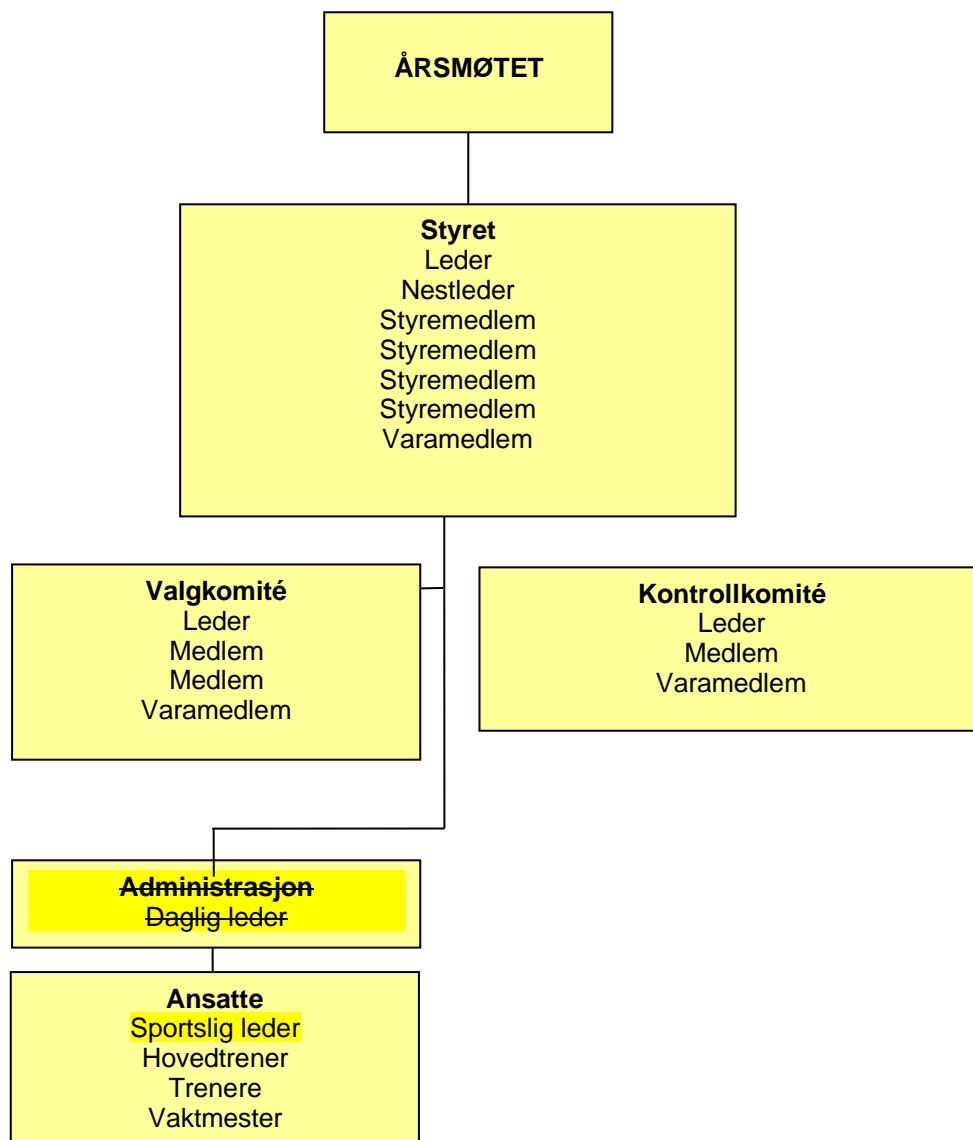 ÅRSMØTET
Styret
Leder
Nestleder
Styremedlem
Styremedlem
Styremedlem
Styremedlem
Varamedlem
Valgkomité
Leder
Medlem
Medlem
Varamedlem
Kontrollkomité
Leder
Medlem
Varamedlem
Administrasjon
Daglig leder
Ansatte
Sportslig leder
Hovedtrener
Trenere
Vaktmester